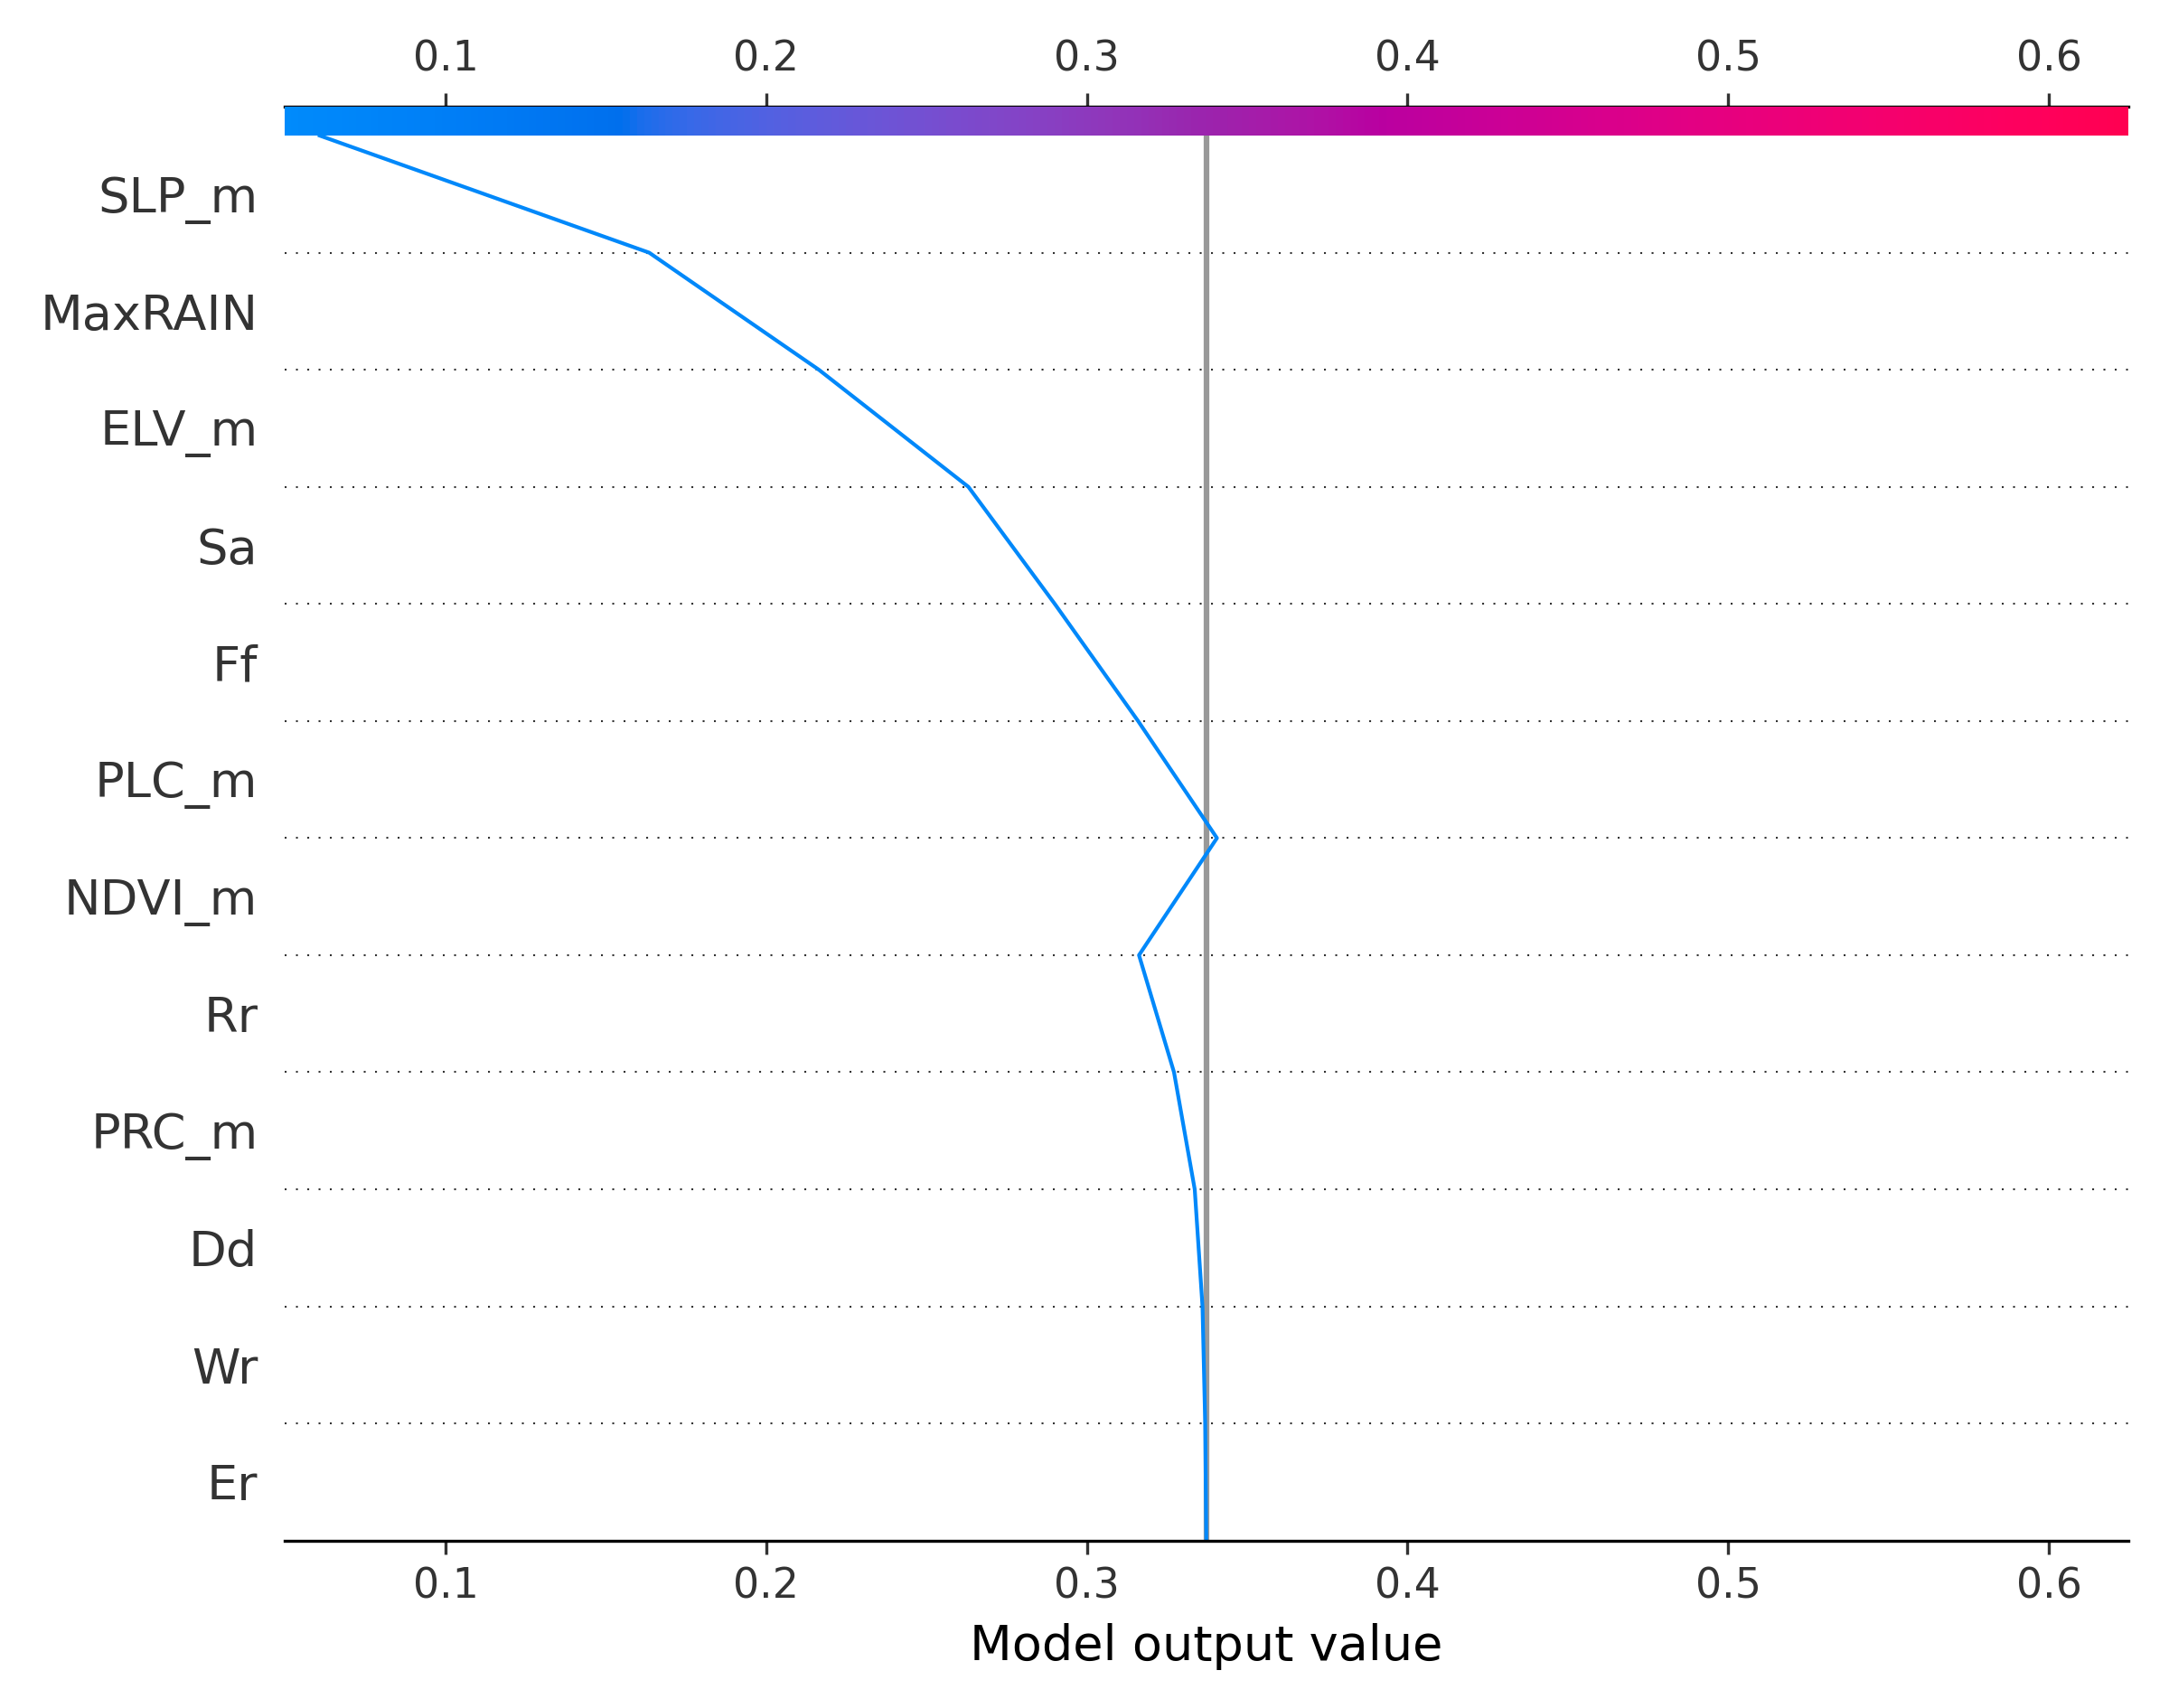 0.1 0.2 0.3 0.4 0.5 0.6
SLP_m
MaxRAIN
ELV_m
Sa
Ff
PLC_m
NDVI_m
Rr
PRC_m
Dd
Wr
Er
0.1 0.2 0.3 0.4 0.5 0.6
Model output value